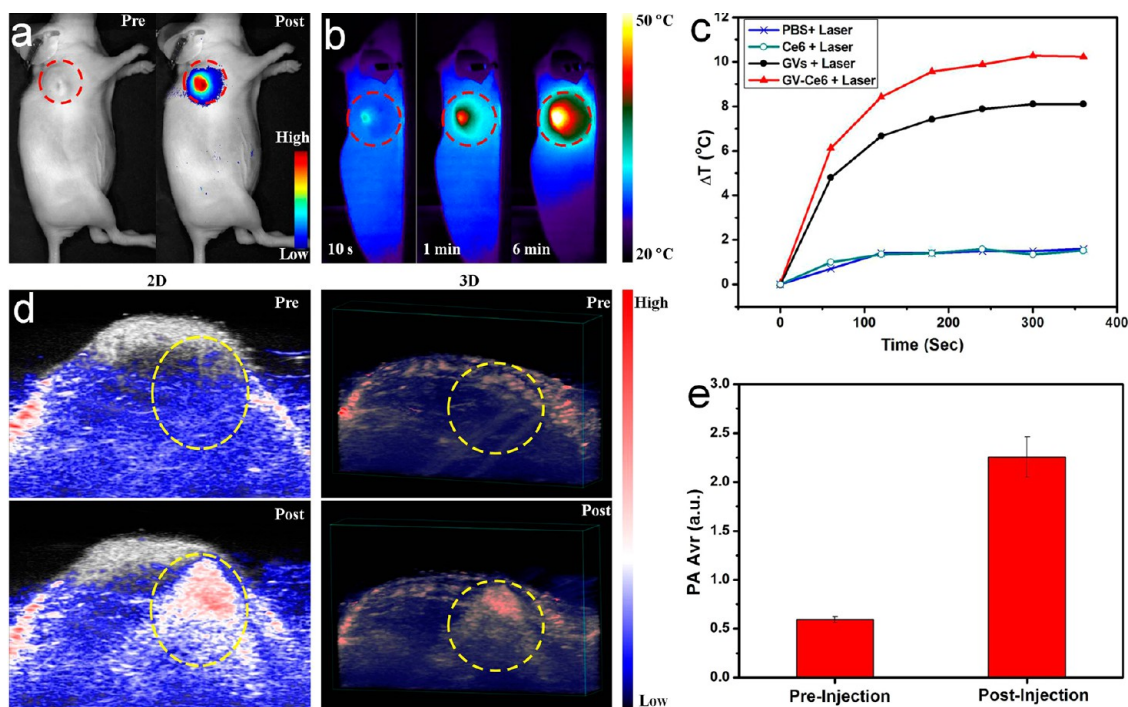 a
Pre
Post
High
Low
b
10 s
1 min
6 min
50 °C
20 °C
c
PBS+ Laser
Ce6 + Laser
GVs + Laser
GV-Ce6 + Laser
ΔT (°C)
12
10
8
6
4
2
0
0
100
200
300
400
Time (Sec)
2D
3D
d
Pre
Pre
Post
Post
High
Low
e
PA Avr (a.u.)
3.0
2.5
2.0
1.5
1.0
0.5
0.0
Pre-Injection
Post-Injection